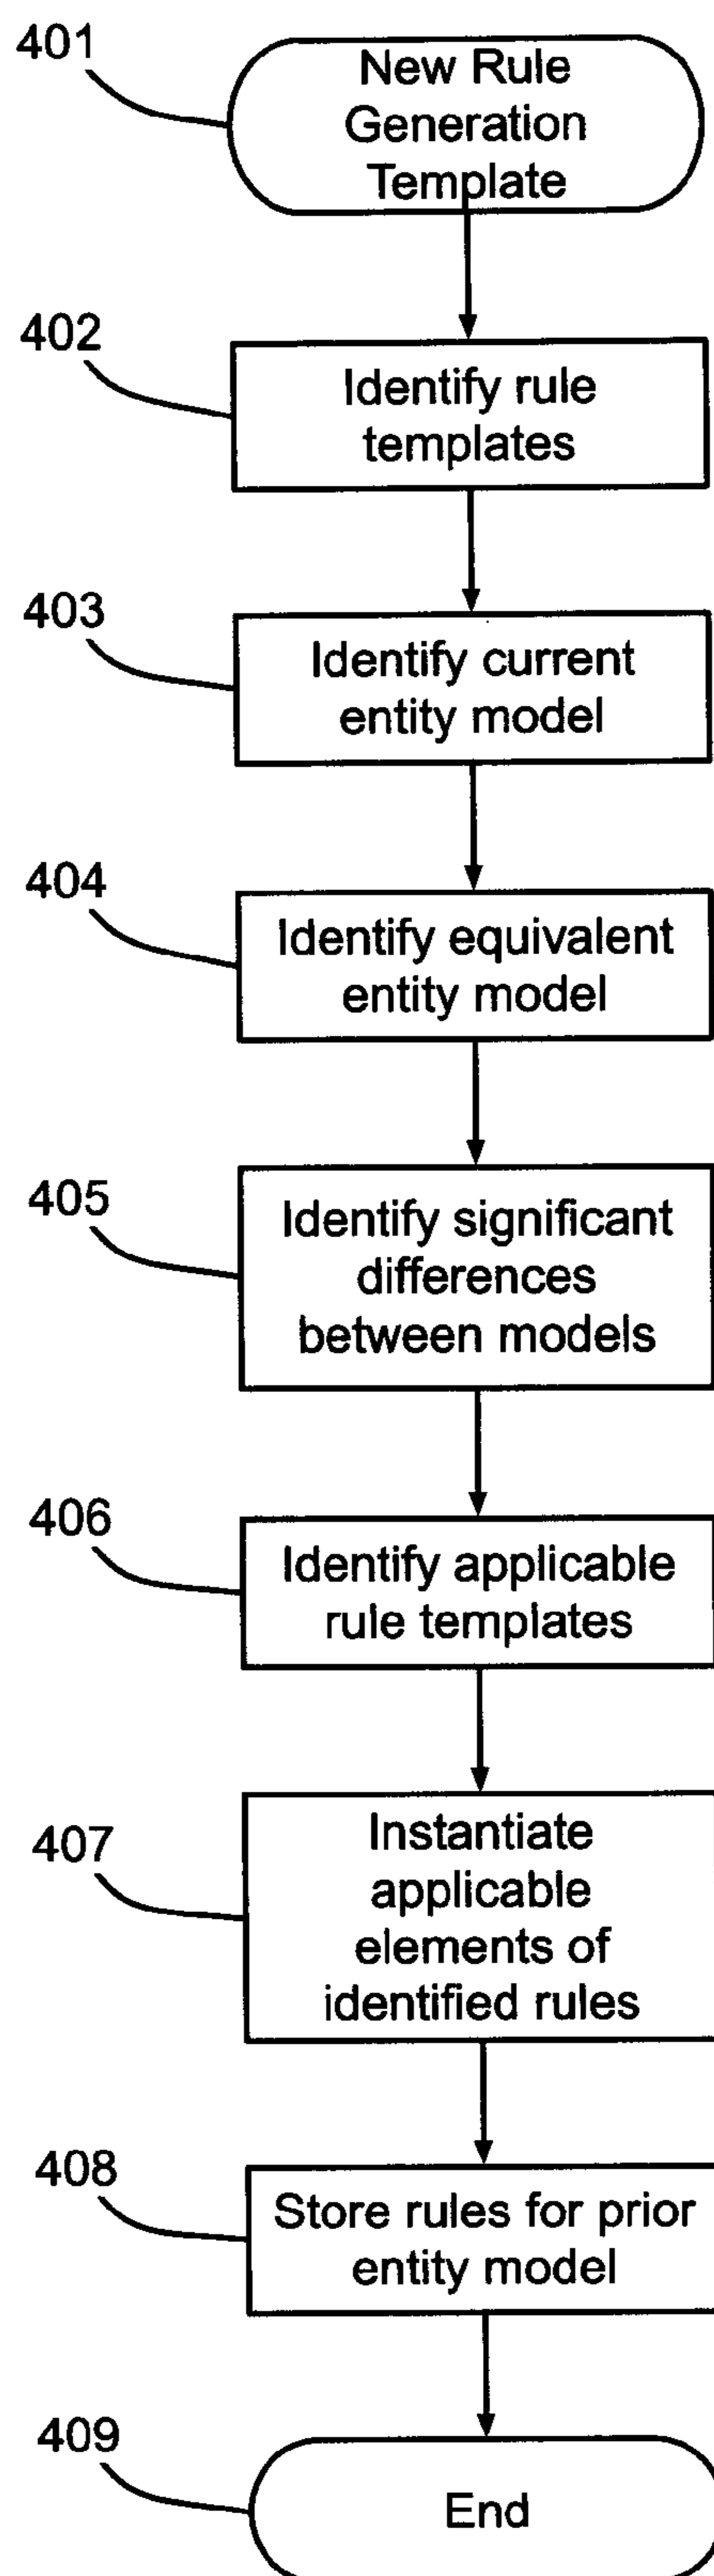 401
New Rule
Generation
Template
402
Identify rule
templates
403
Identify current
entity model
404
Identify equivalent
entity model
405
Identify significant
differences
between models
406
Identify applicable
rule templates
407
Instantiate
applicable
elements of
identified rules
408
Store rules for prior
entity model
409
End